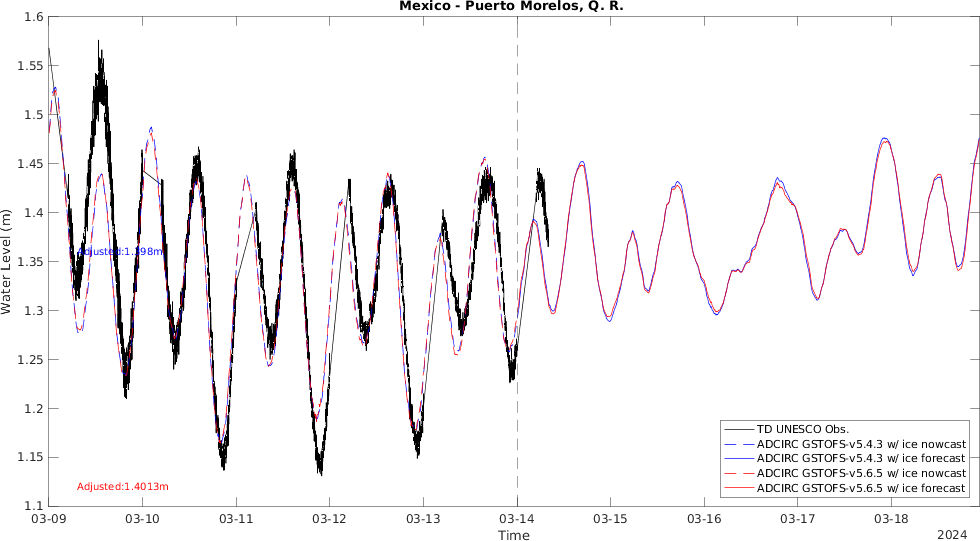 Mexico - Puerto Morelos, Q. R.
1.6
1.55
1.5
1.45
1.4
1.35
1.3
1.25
1.2
1.15
1.1
Water Level (m)
Adjusted:1.398m
Adjusted:1.4013m
TD UNESCO Obs.
ADCIRC GSTOFS-v5.4.3 w/ ice nowcast
ADCIRC GSTOFS-v5.4.3 w/ ice forecast
ADCIRC GSTOFS-v5.6.5 w/ ice nowcast
ADCIRC GSTOFS-v5.6.5 w/ ice forecast
03-09 03-10 03-11 03-12 03-13 03-14 03-15 03-16 03-17 03-18
Time
2024